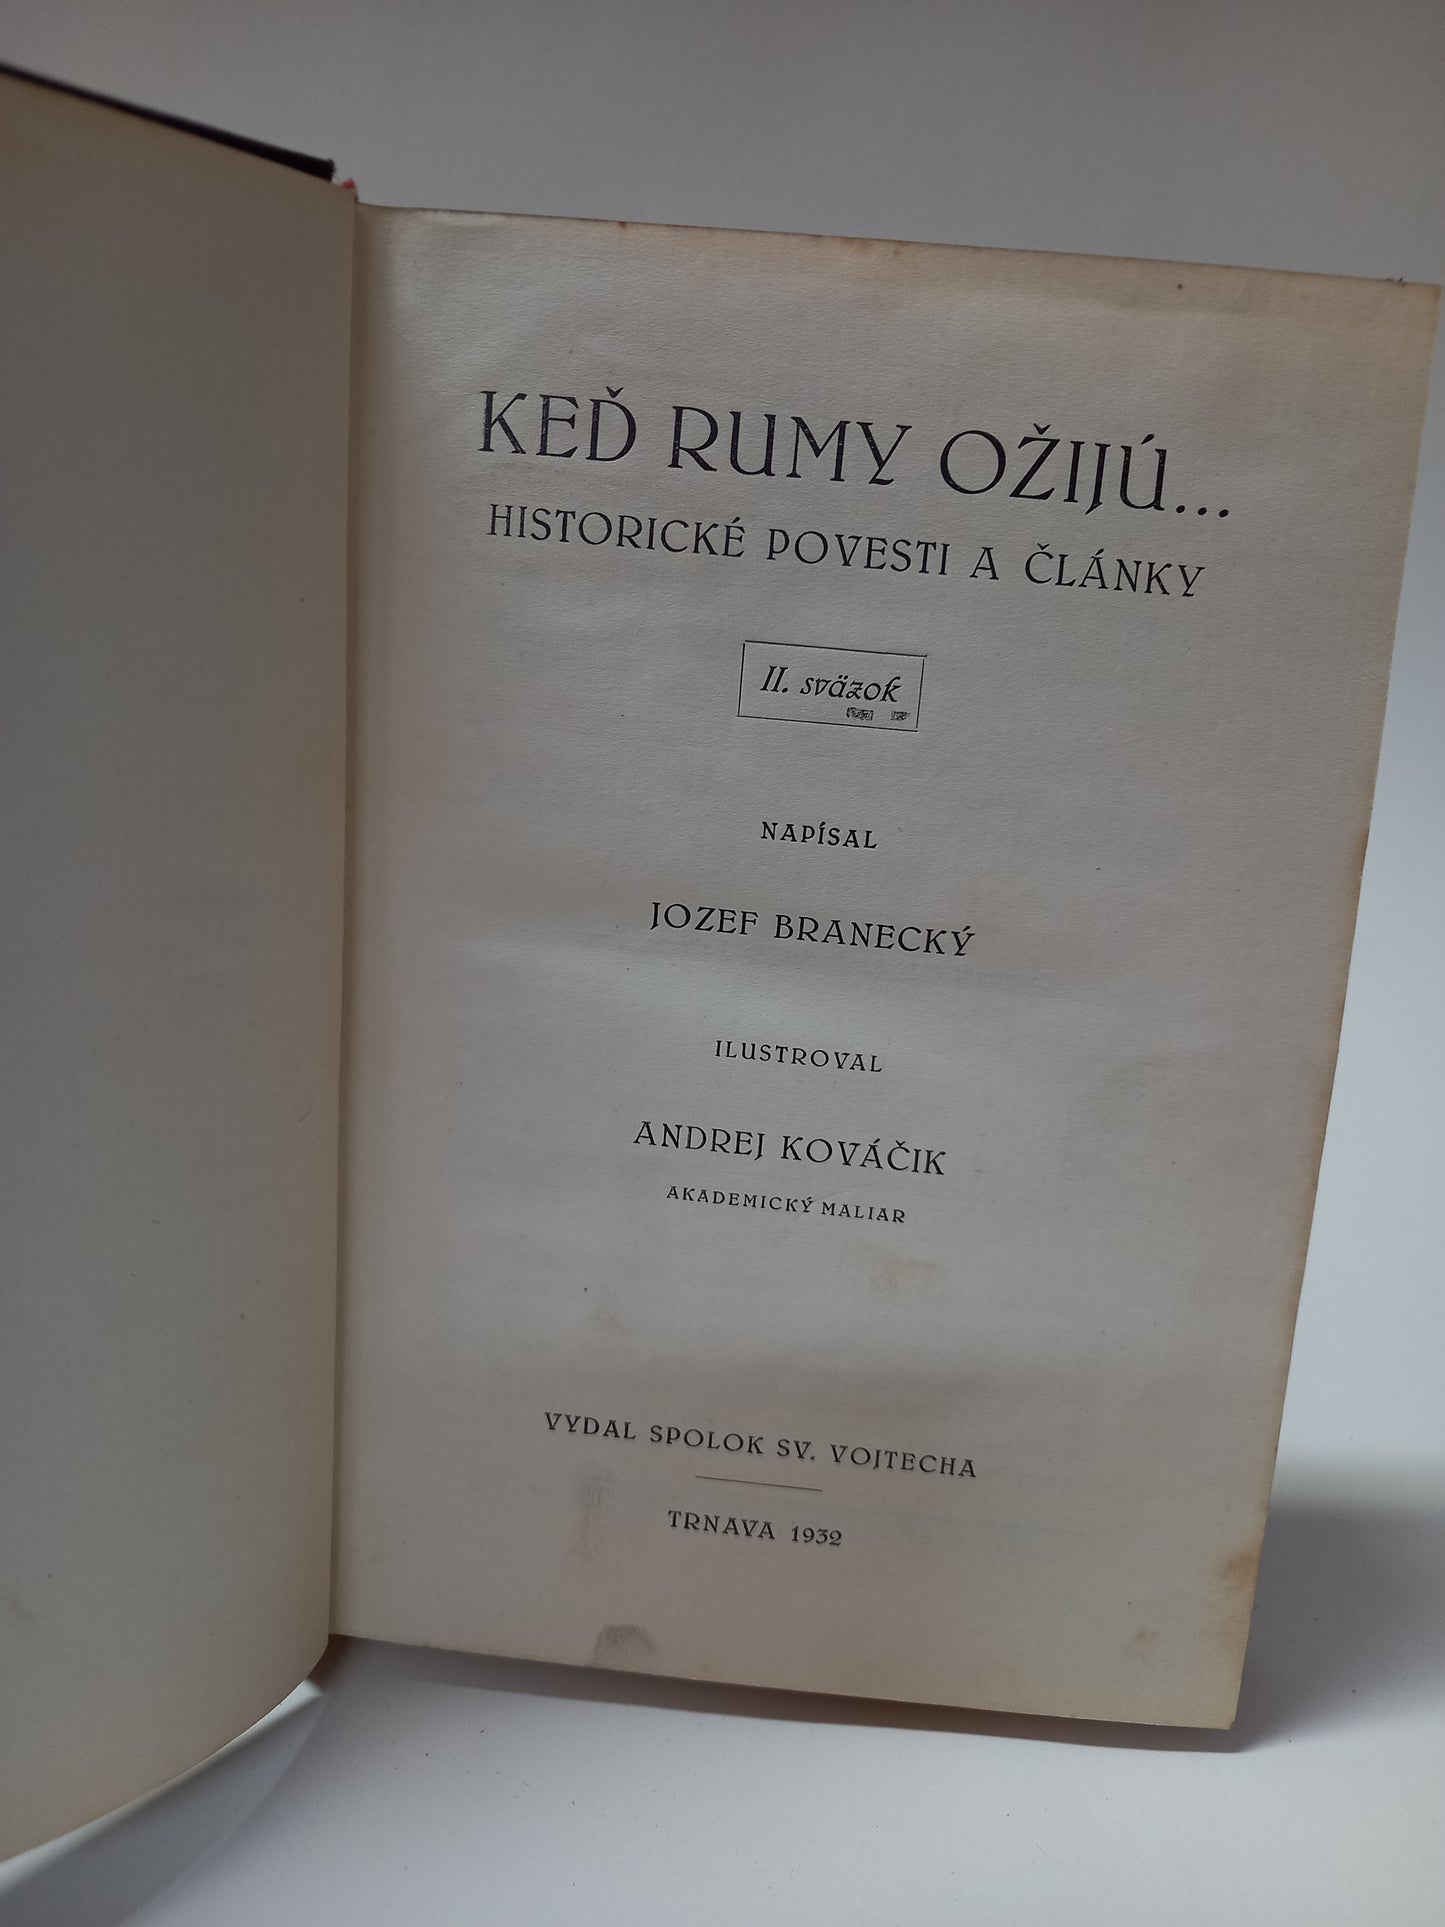 KEĎ RUMY OŽIJÚ...
HISTORICKÉ POVESTI A ČLÁNKY
II. sväzok
NAPÍSAL
JOZEF BRANECKÝ
ILUSTROVAL
ANDREJ KOVÁČIK
AKADEMICKÝ MALIAR
VYDAL SPOLOK SV. VOJTECHA
TRNAVA 1932